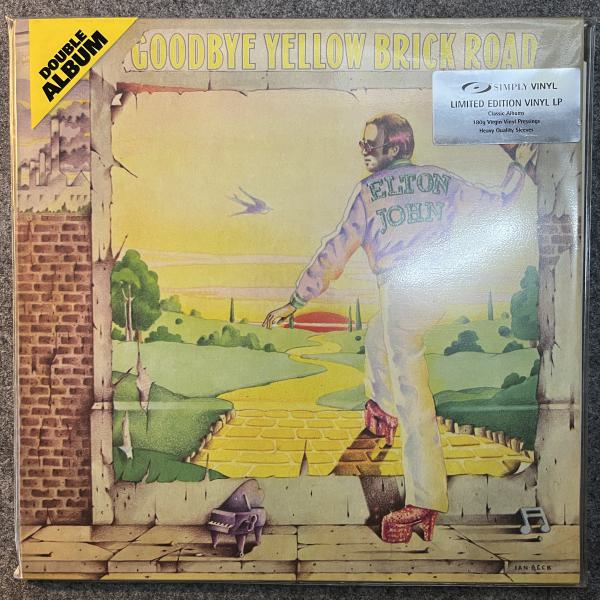 DOUBLE
ALBUM
GOODBYE YELLOW BRICK ROAD
SIMPLY VINYL
LIMITED EDITION VINYL LP
Classic Albums
180g Virgin Vinyl Pressings
Heavy Quality Sleeves
ELTON
JOHN
IAN BECK